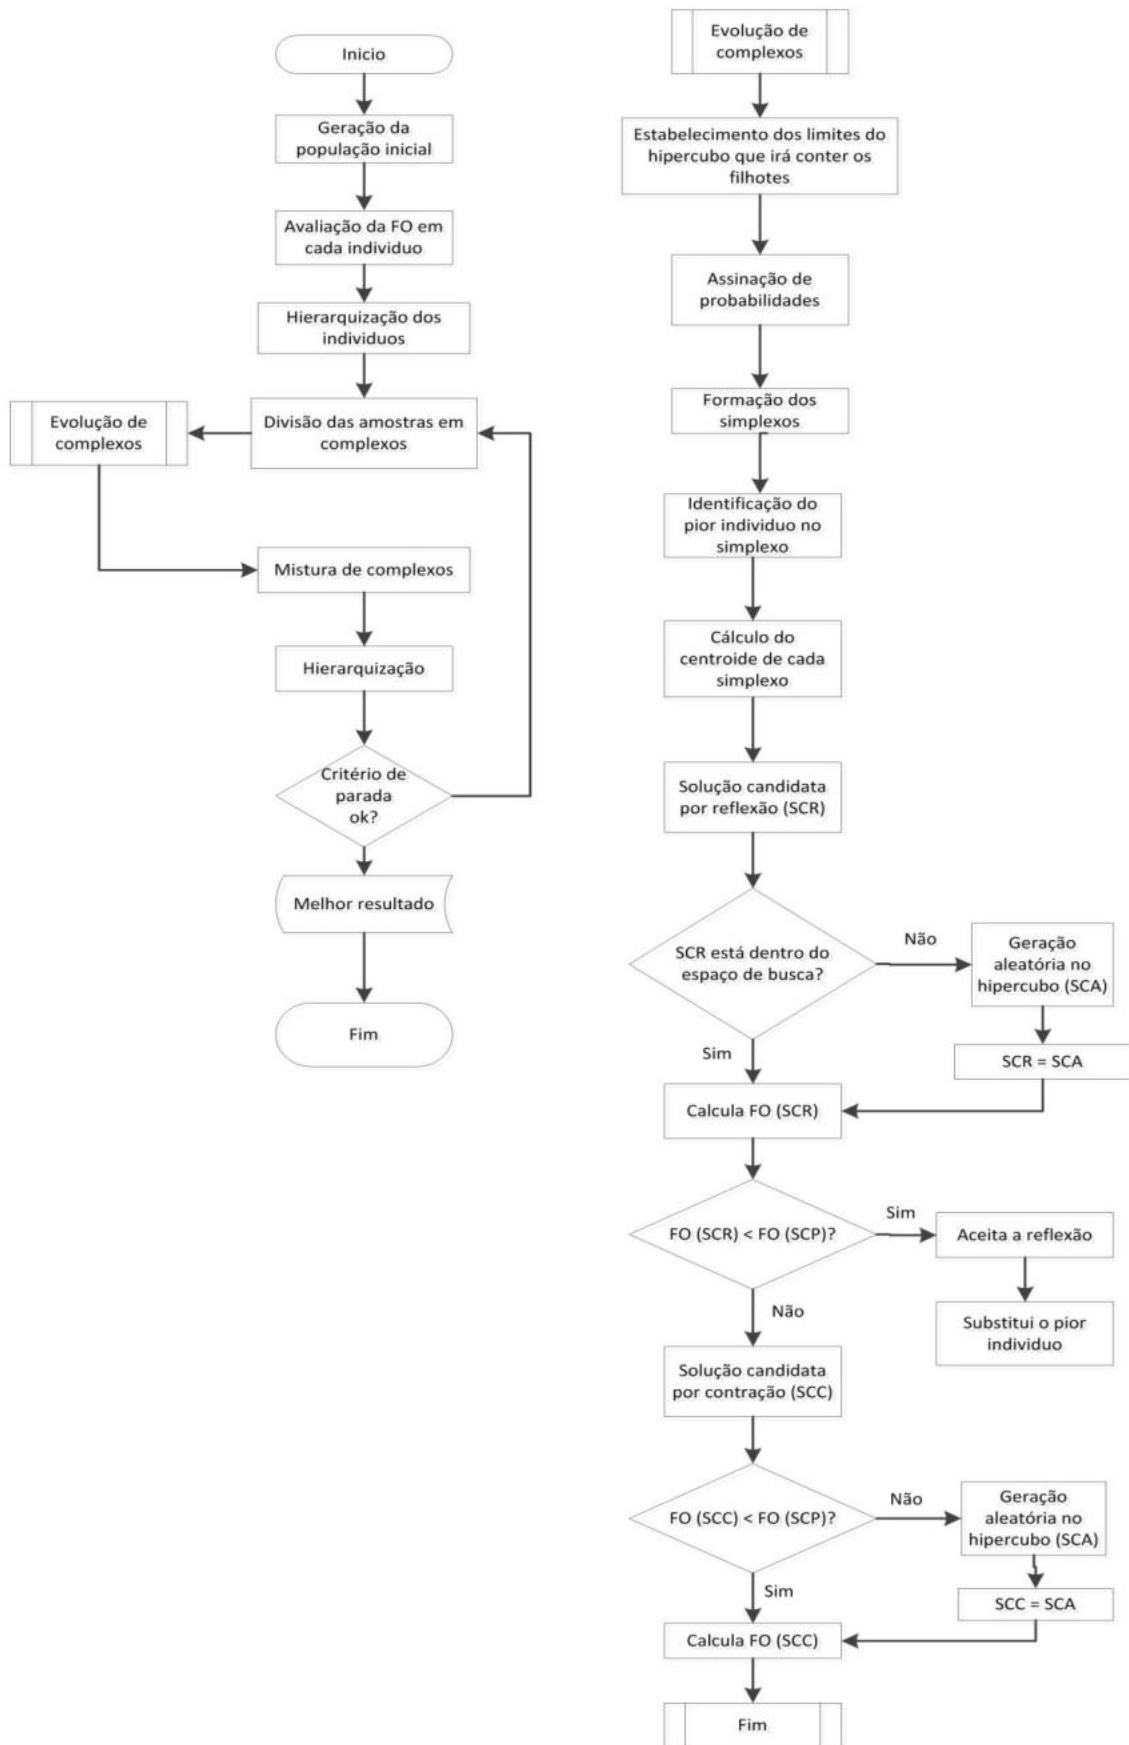 Inicio
Geração da
população inicial
Avaliação da FO em
cada individuo
Hierarquização dos
individuos
Divisão das amostras em
complexos
Evolução de
complexos
Mistura de complexos
Hierarquização
Critério de
parada
ok?
Melhor resultado
Fim
Evolução de
complexos
Estabelecimento dos limites do
hipercubo que irá conter os
filhotes
Assinação de
probabilidades
Formação dos
simplexos
Identificação do
pior individuo no
simplexo
Cálculo do
centroide de cada
simplexo
Solução candidata
por reflexão (SCR)
SCR está dentro do
espaço de busca?
Não
Geração
aleatória no
hipercubo (SCA)
SCR = SCA
Sim
Calcula FO (SCR)
FO (SCR) < FO (SCP)?
Sim
Aceita a reflexão
Substitui o pior
individuo
Não
Solução candidata
por contração (SCC)
FO (SCC) < FO (SCP)?
Não
Geração
aleatória no
hipercubo (SCA)
SCC = SCA
Sim
Calcula FO (SCC)
Fim